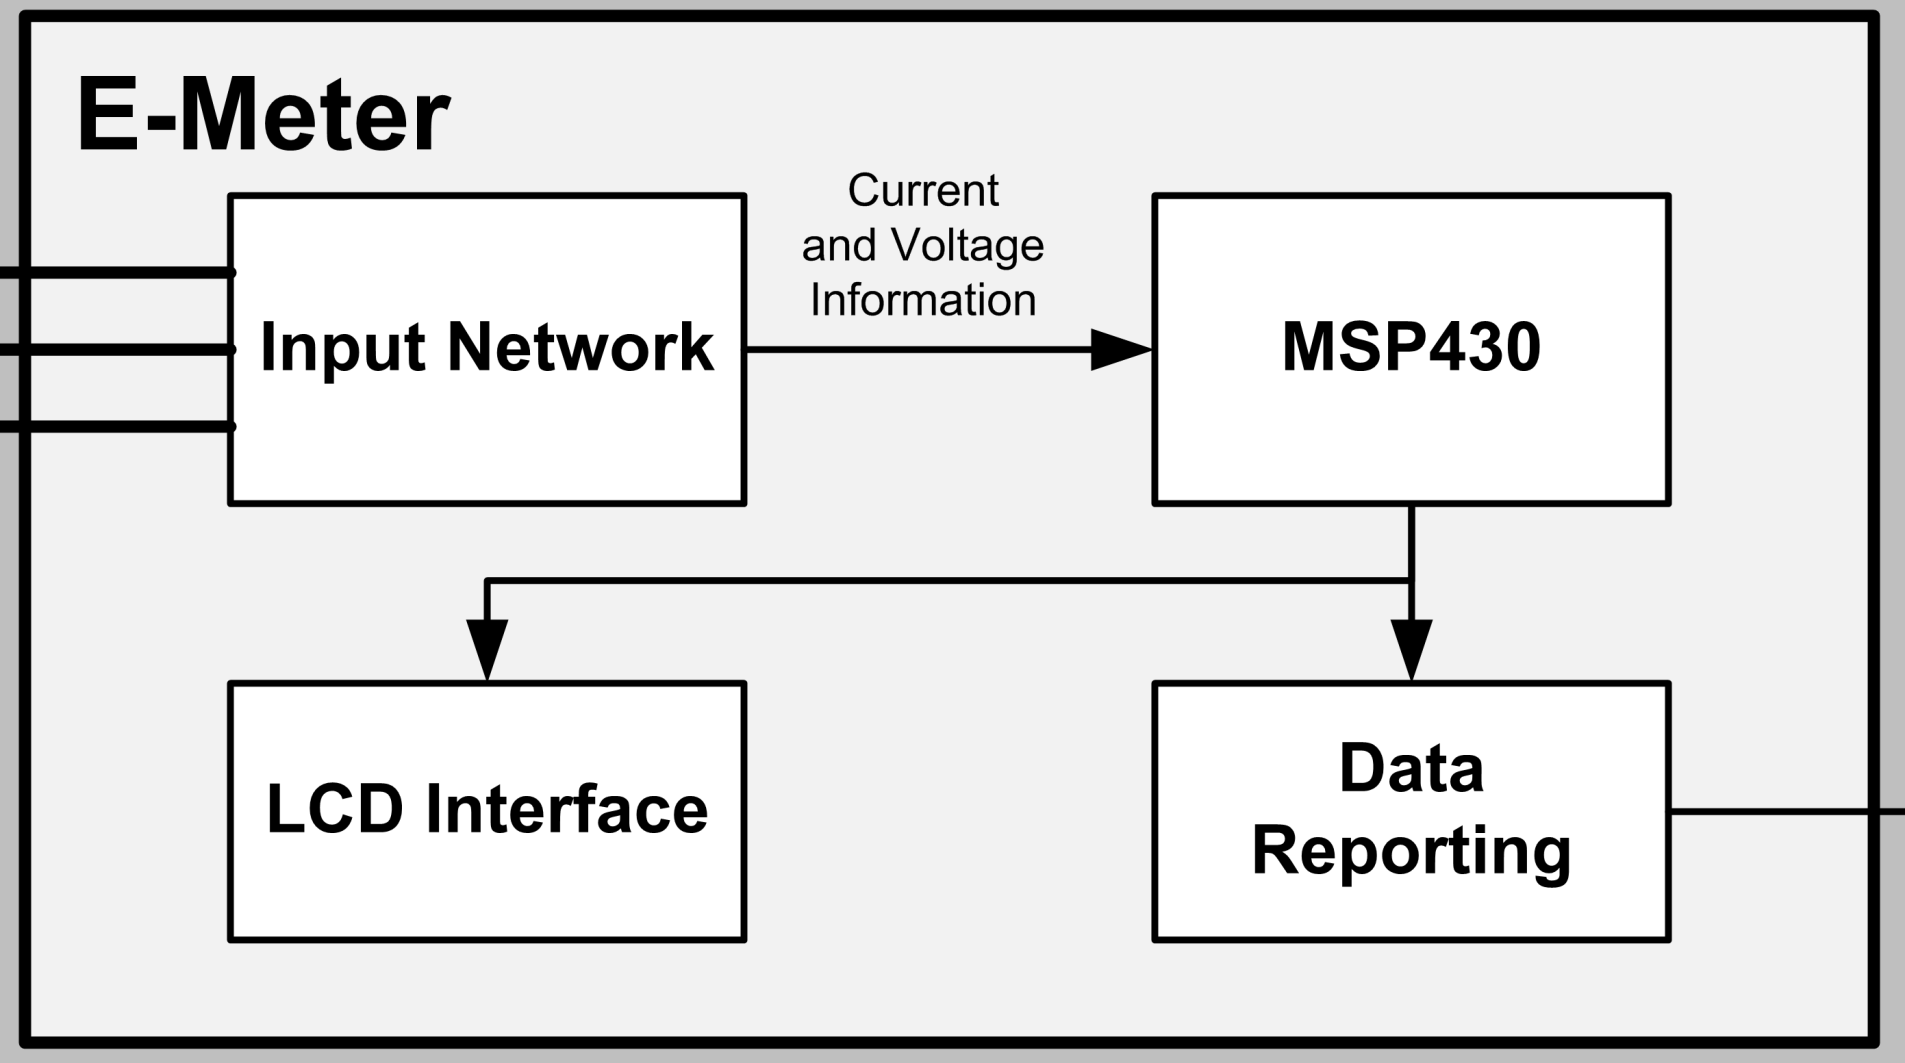 E-Meter
Current
and Voltage
Information
Input Network
MSP430
LCD Interface
Data
Reporting